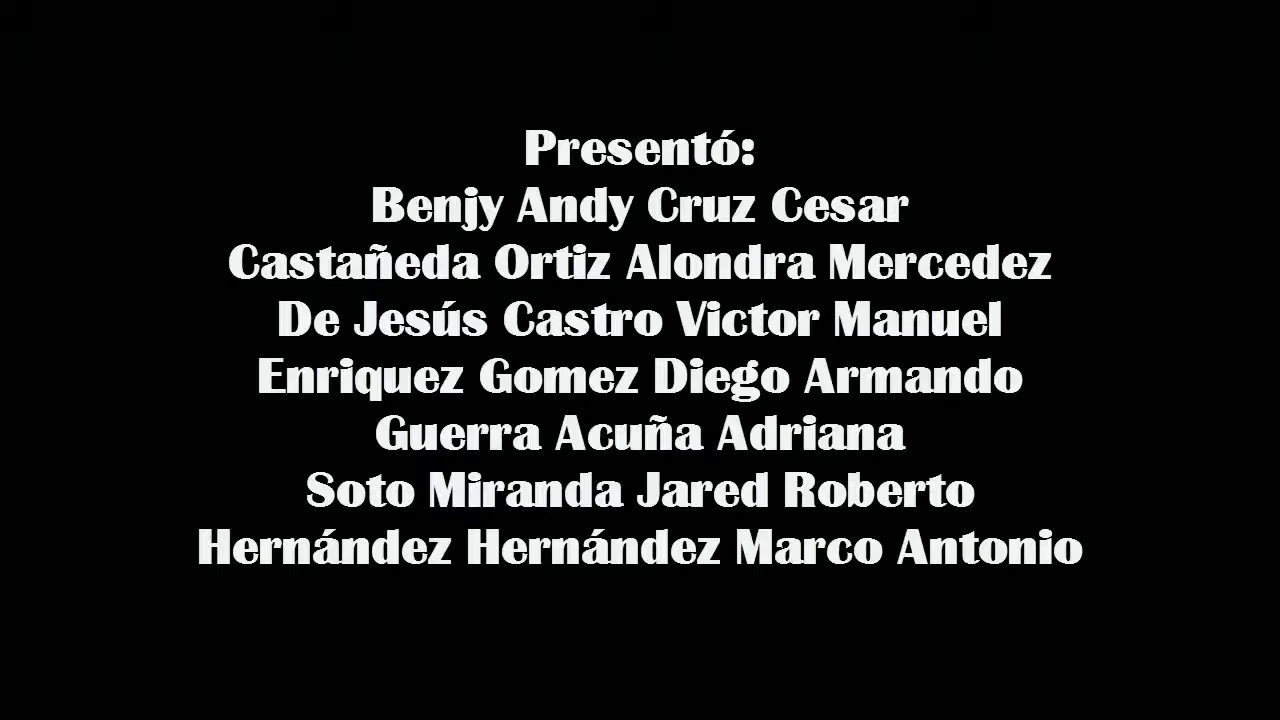 Presentó:
Benjy Andy Cruz Cesar
Castañeda Ortiz Alondra Mercedez
De Jesús Castro Victor Manuel
Enriquez Gomez Diego Armando
Guerra Acuña Adriana
Soto Miranda Jared Roberto
Hernández Hernández Marco Antonio